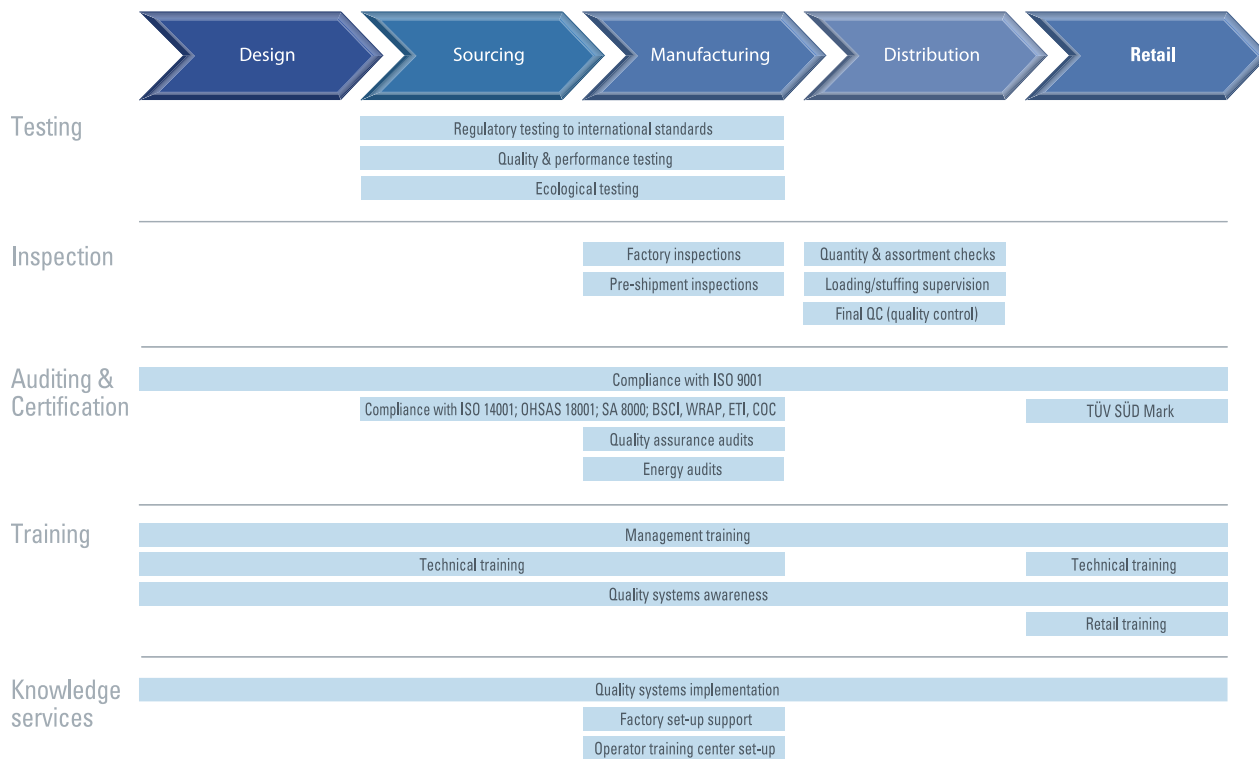 Design
Sourcing
Manufacturing
Distribution
Retail
Testing
Regulatory testing to international standards
Quality & performance testing
Ecological testing
Inspection
Factory inspections
Quantity & assortment checks
Pre-shipment inspections
Loading/stuffing supervision
Final QC (quality control)
Auditing &
Certification
Compliance with ISO 9001
Compliance with ISO 14001; OHSAS 18001; SA 8000; BSCI, WRAP, ETI, COC
TÜV SÜD Mark
Quality assurance audits
Energy audits
Training
Management training
Technical training
Technical training
Quality systems awareness
Retail training
Knowledge
services
Quality systems implementation
Factory set-up support
Operator training center set-up